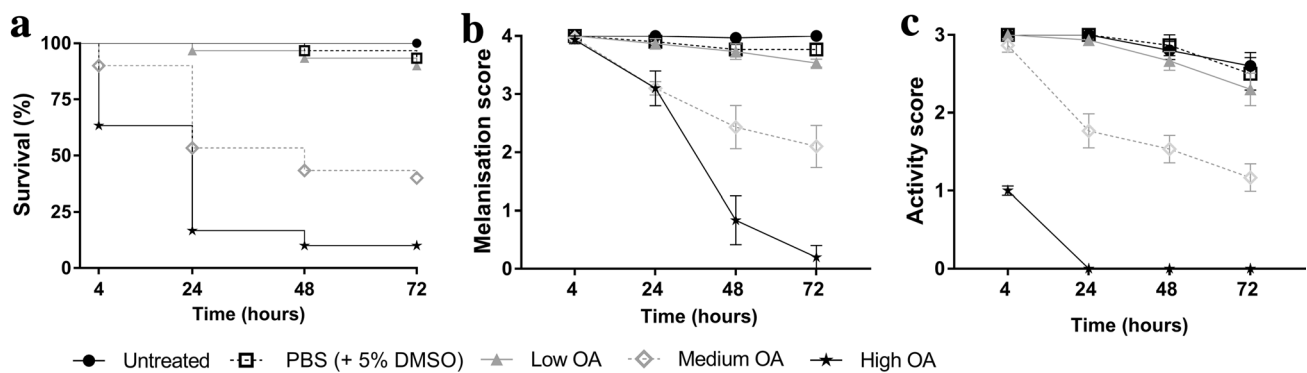 a
Survival (%)
100
75
50
25
0
4 24 48 72
Time (hours)
b
Melanisation score
4
3
2
1
0
4 24 48 72
Time (hours)
c
Activity score
3
2
1
0
4 24 48 72
Time (hours)
Untreated PBS (+ 5% DMSO) Low OA Medium OA High OA